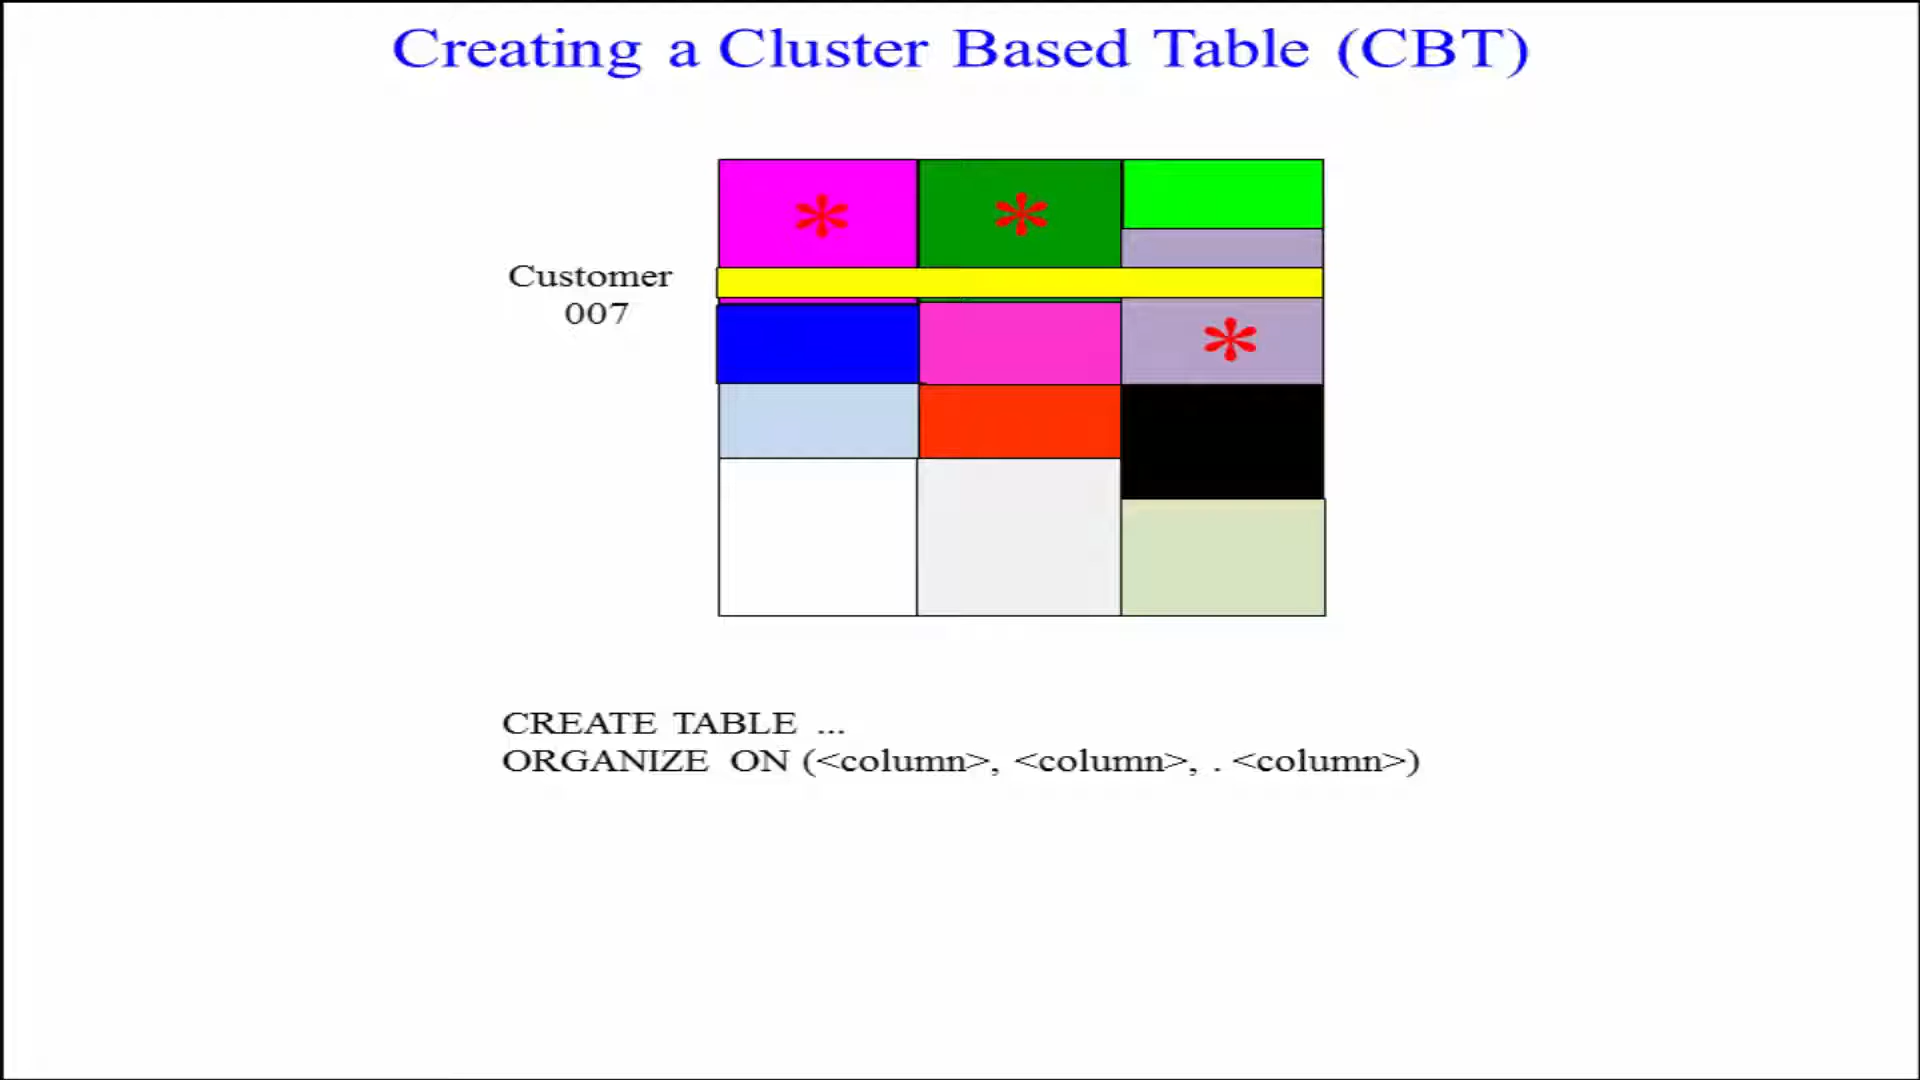 Creating a Cluster Based Table (CBT)
*
*
Customer
007
*
CREATE TABLE ...
ORGANIZE ON (<column>, <column>, . <column>)